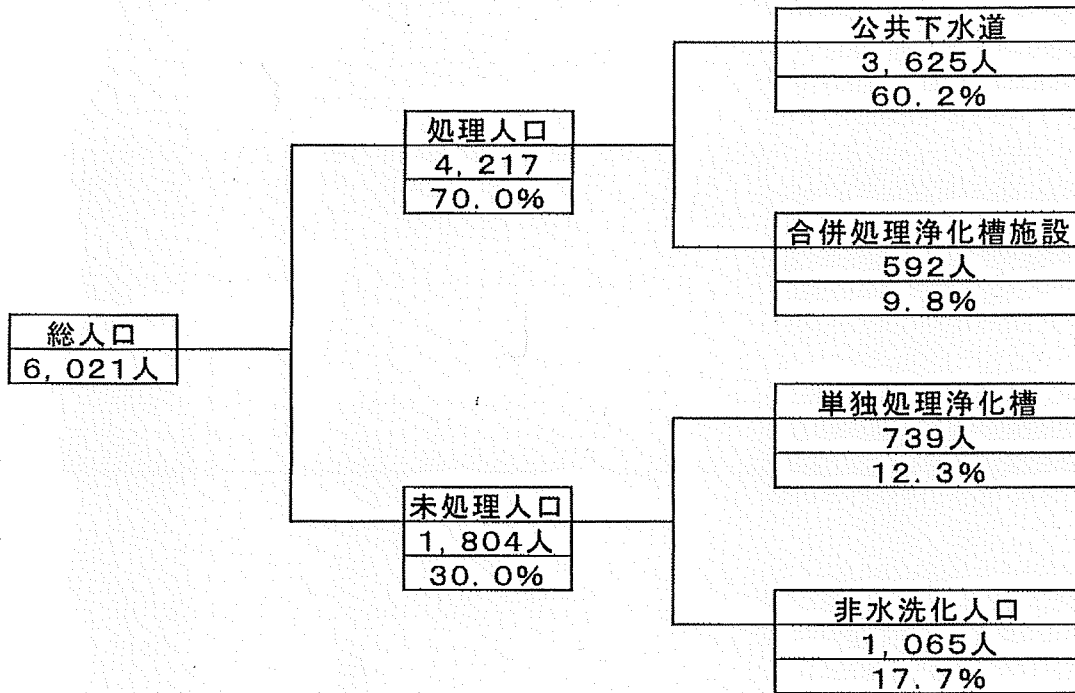 総人口
6,021人
処理人口
4,217
70.0%
公共下水道
3,625人
60.2%
合併処理浄化槽施設
592人
9.8%
未処理人口
1,804人
30.0%
単独処理浄化槽
739人
12.3%
非水洗化人口
1,065人
17.7%